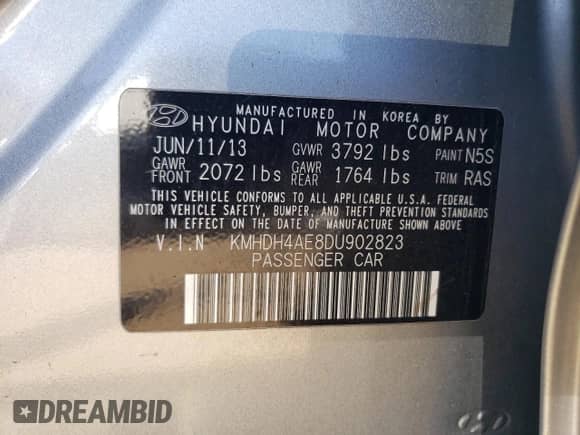 MANUFACTURED IN KOREA BY
HYUNDAI MOTOR COMPANY
JUN/11/13 GVWR 3792 lbs PAINT N5S
GAWR FRONT 2072 lbs GAWR REAR 1764 lbs TRIM RAS
THIS VEHICLE CONFORMS TO ALL APPLICABLE U.S.A. FEDERAL
MOTOR VEHICLE SAFETY, BUMPER, AND THEFT PREVENTION STANDARDS
IN EFFECT ON THE DATE OF MANUFACTURE SHOWN ABOVE
V.I.N KMHDH4AE8DU902823
PASSENGER CAR
DREAMBID